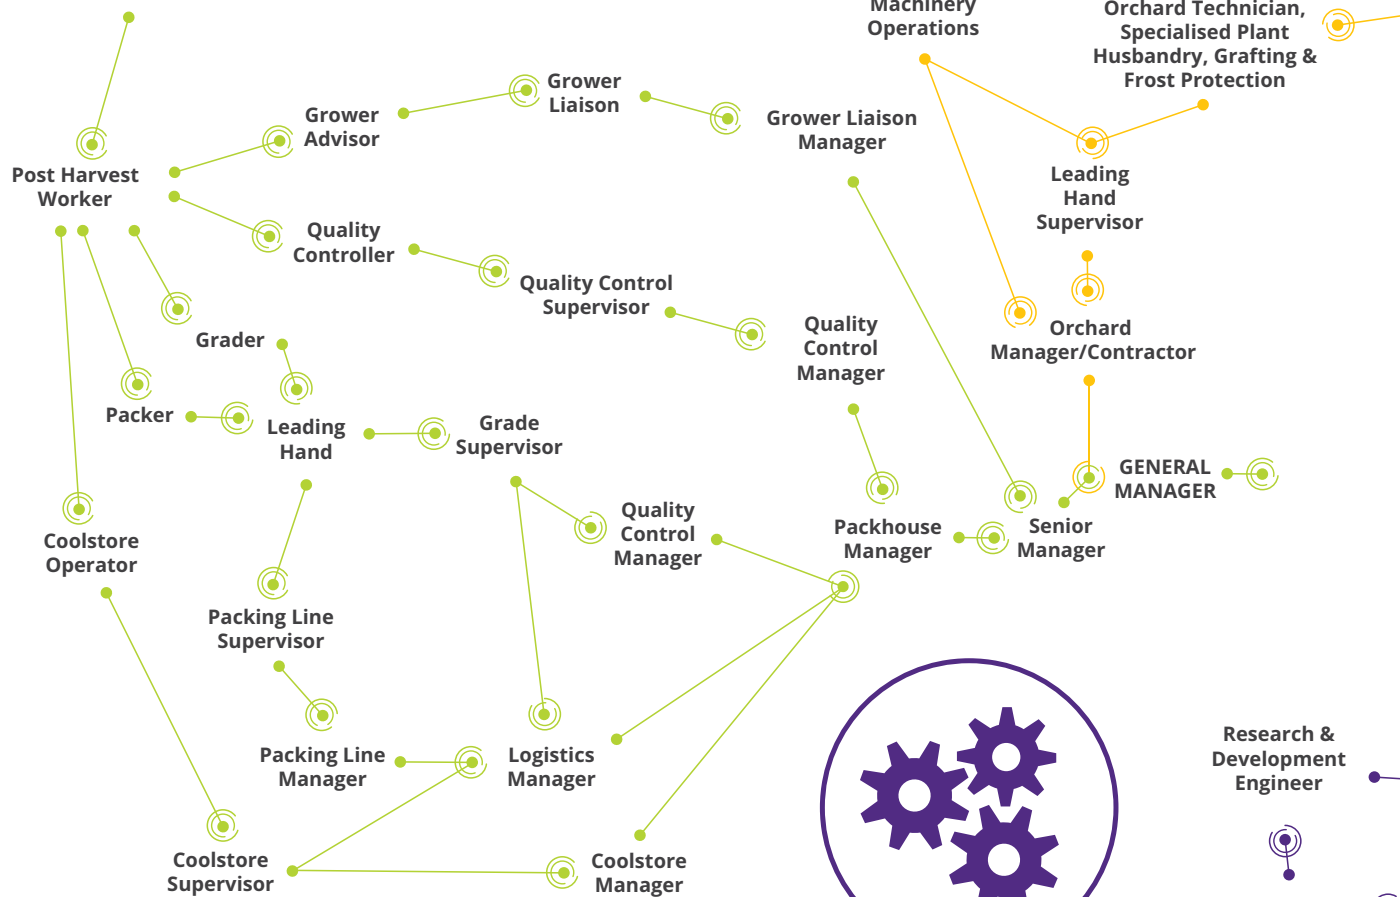 Machinery
Operations
Orchard Technician,
Specialised Plant
Husbandry, Grafting &
Frost Protection
Grower
Liaison
Grower
Advisor
Grower Liaison
Manager
Post Harvest
Worker
Leading
Hand
Supervisor
Quality
Controller
Quality Control
Supervisor
Quality
Control
Manager
Orchard
Manager/Contractor
Grader
Packer
Leading
Hand
Grade
Supervisor
GENERAL
MANAGER
Quality
Control
Manager
Packhouse
Manager
Senior
Manager
Coolstore
Operator
Packing Line
Supervisor
Packing Line
Manager
Logistics
Manager
Research &
Development
Engineer
Coolstore
Supervisor
Coolstore
Manager